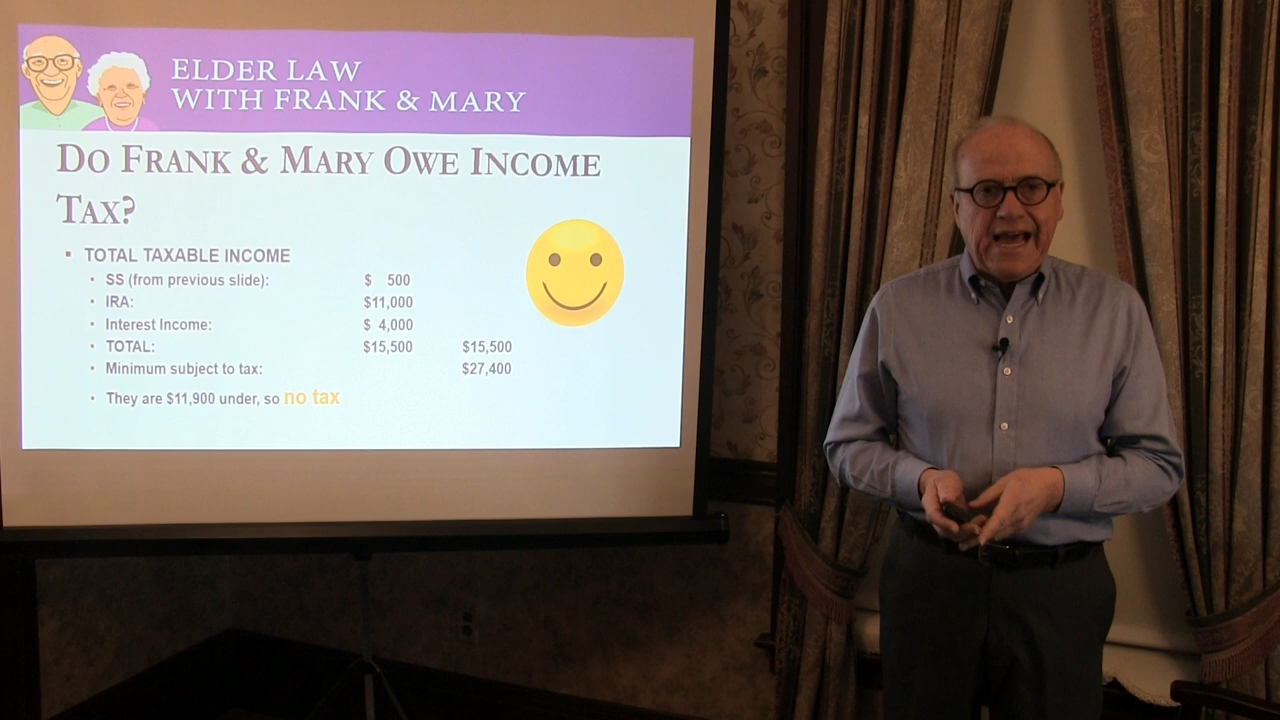 ELDER LAW
WITH FRANK & MARY
DO FRANK & MARY OWE INCOME
TAX?
▪ TOTAL TAXABLE INCOME
• SS (from previous slide): $ 500
• IRA: $11,000
• Interest Income: $ 4,000
• TOTAL: $15,500 $15,500
• Minimum subject to tax: $27,400
• They are $11,900 under, so no tax